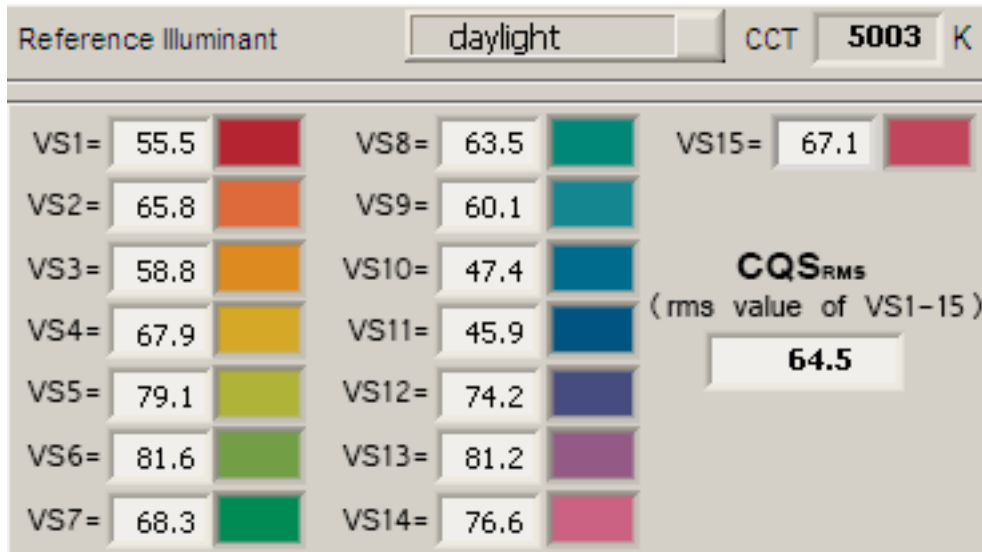 Reference Illuminant daylight CCT 5003 K
VS1= 55.5 VS8= 63.5 VS15= 67.1
VS2= 65.8 VS9= 60.1
VS3= 58.8 VS10= 47.4 CQSRMS
VS4= 67.9 VS11= 45.9 (rms value of VS1-15)
VS5= 79.1 VS12= 74.2 64.5
VS6= 81.6 VS13= 81.2
VS7= 68.3 VS14= 76.6